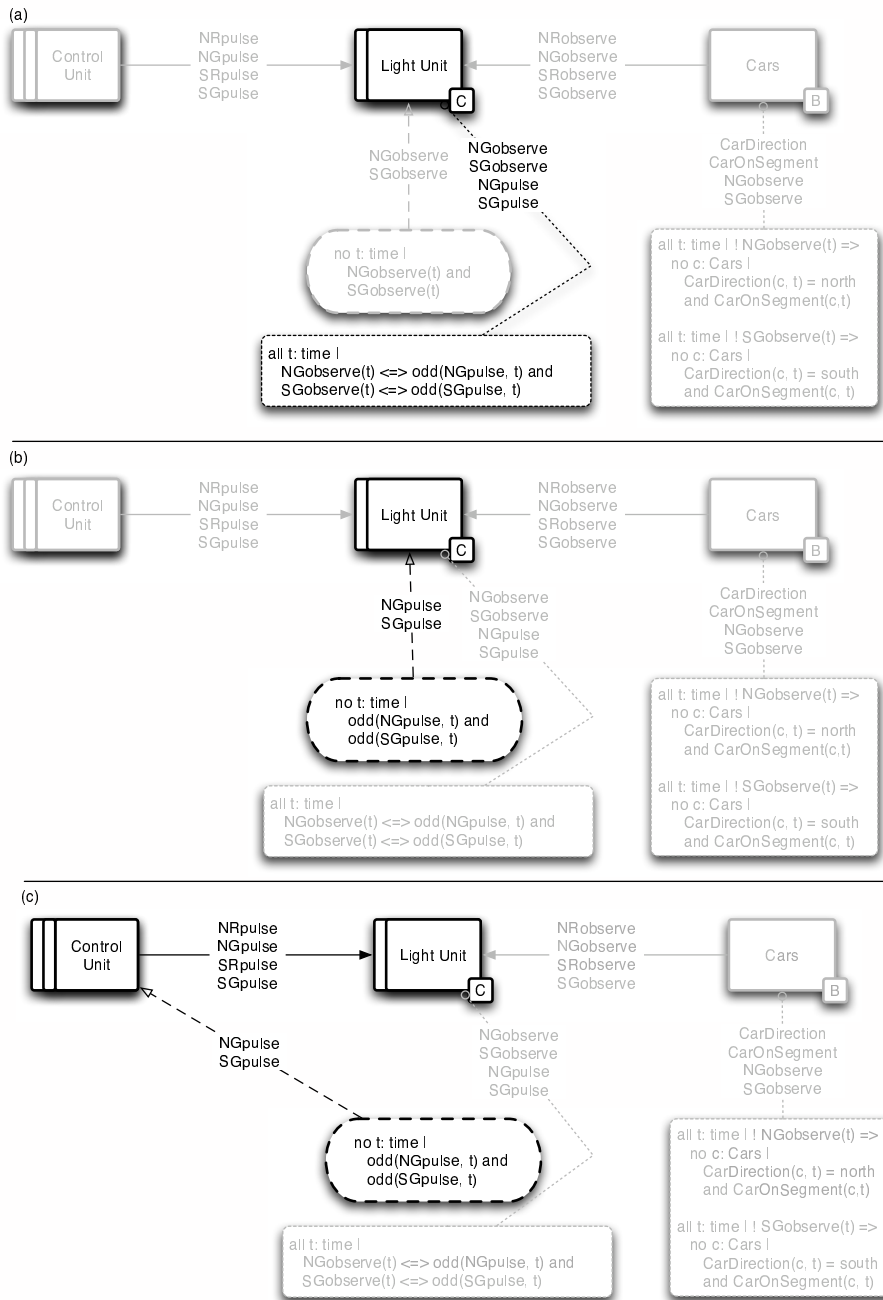 (a)
Control
Unit
NRpulse
NGpulse
SRpulse
SGpulse
Light Unit
C
NRobserve
NGobserve
SRobserve
SGobserve
Cars
B
NGobserve
SGobserve
NGobserve
SGobserve
NGpulse
SGpulse
CarDirection
CarOnSegment
NGobserve
SGobserve
no t: time |
NGobserve(t) and
SGobserve(t)
all t: time |
NGobserve(t) <=> odd(NGpulse, t) and
SGobserve(t) <=> odd(SGpulse, t)
all t: time | ! NGobserve(t) =>
no c: Cars |
CarDirection(c, t) = north
and CarOnSegment(c,t)
all t: time | ! SGobserve(t) =>
no c: Cars |
CarDirection(c, t) = south
and CarOnSegment(c, t)
(b)
Control
Unit
NRpulse
NGpulse
SRpulse
SGpulse
Light Unit
C
NRobserve
NGobserve
SRobserve
SGobserve
Cars
B
NGpulse
SGpulse
NGobserve
SGobserve
NGpulse
SGpulse
CarDirection
CarOnSegment
NGobserve
SGobserve
no t: time |
odd(NGpulse, t) and
odd(SGpulse, t)
all t: time |
NGobserve(t) <=> odd(NGpulse, t) and
SGobserve(t) <=> odd(SGpulse, t)
all t: time | ! NGobserve(t) =>
no c: Cars |
CarDirection(c, t) = north
and CarOnSegment(c,t)
all t: time | ! SGobserve(t) =>
no c: Cars |
CarDirection(c, t) = south
and CarOnSegment(c, t)
(c)
Control
Unit
NRpulse
NGpulse
SRpulse
SGpulse
Light Unit
C
NRobserve
NGobserve
SRobserve
SGobserve
Cars
B
NGpulse
SGpulse
NGobserve
SGobserve
NGpulse
SGpulse
CarDirection
CarOnSegment
NGobserve
SGobserve
no t: time |
odd(NGpulse, t) and
odd(SGpulse, t)
all t: time |
NGobserve(t) <=> odd(NGpulse, t) and
SGobserve(t) <=> odd(SGpulse, t)
all t: time | ! NGobserve(t) =>
no c: Cars |
CarDirection(c, t) = north
and CarOnSegment(c,t)
all t: time | ! SGobserve(t) =>
no c: Cars |
CarDirection(c, t) = south
and CarOnSegment(c, t)